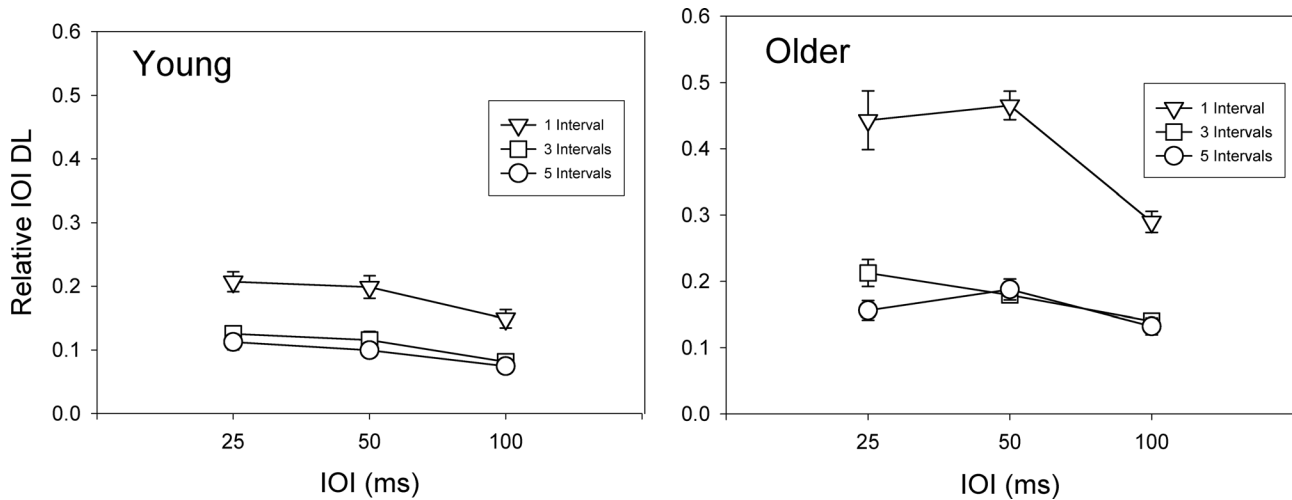 Relative IOI DL
0.6
0.5
0.4
0.3
0.2
0.1
0.0
Young
1 Interval
3 Intervals
5 Intervals
25 50 100
IOI (ms)
0.6
0.5
0.4
0.3
0.2
0.1
0.0
Older
1 Interval
3 Intervals
5 Intervals
25 50 100
IOI (ms)